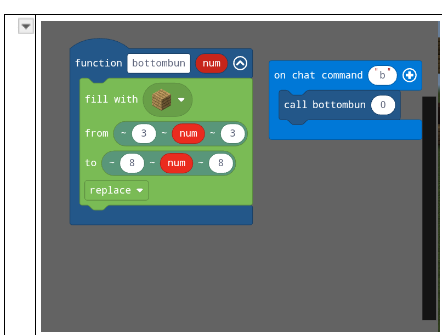 function bottombun num
fill with
from ~ 3 ~ num ~ 3
to ~ 8 ~ num ~ 8
replace
on chat command "b"
call bottombun 0